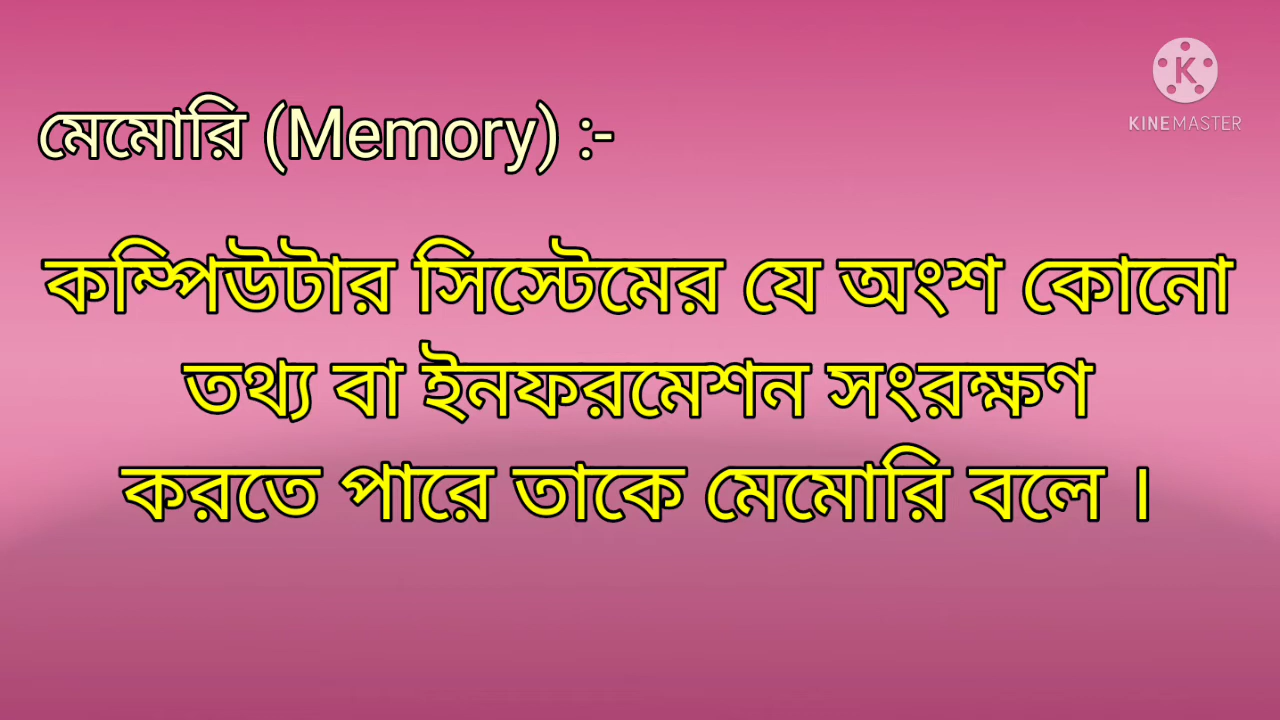 মেমোরি (Memory) :-
KINEMASTER
কম্পিউটার সিস্টেমের যে অংশ কোনো
তথ্য বা ইনফরমেশন সংরক্ষণ
করতে পারে তাকে মেমোরি বলে ।